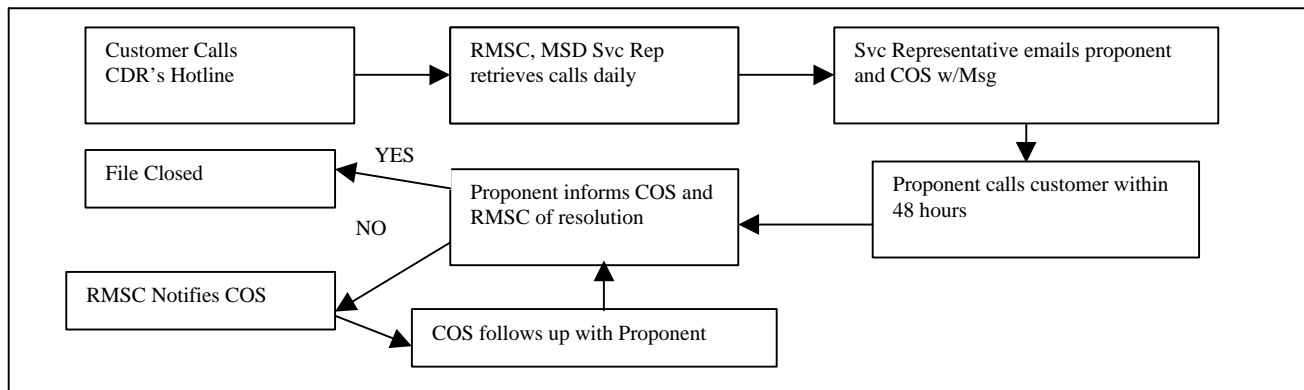 Customer Calls
CDR's Hotline
RMSC, MSD Svc Rep
retrieves calls daily
Svc Representative emails proponent
and COS w/Msg
Proponent calls customer within
48 hours
Proponent informs COS and
RMSC of resolution
YES
File Closed
NO
RMSC Notifies COS
COS follows up with Proponent